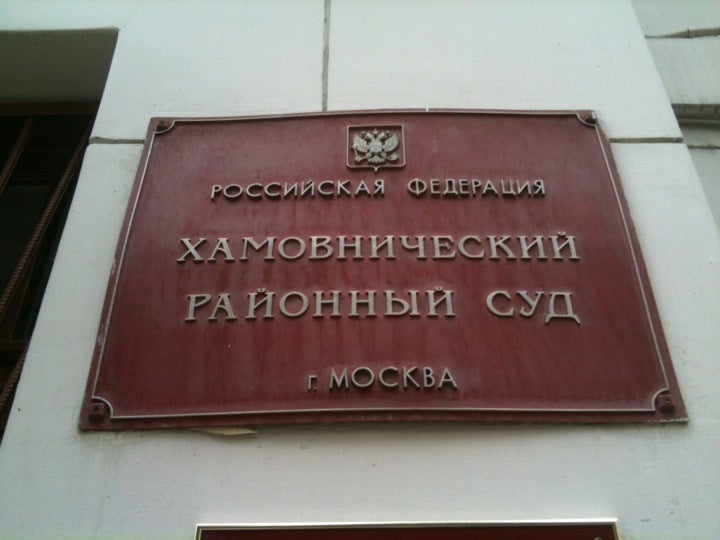 РОССИЙСКАЯ ФЕДЕРАЦИЯ
ХАМОВНИЧЕСКИЙ
РАЙОННЫЙ СУД
г. МОСКВА